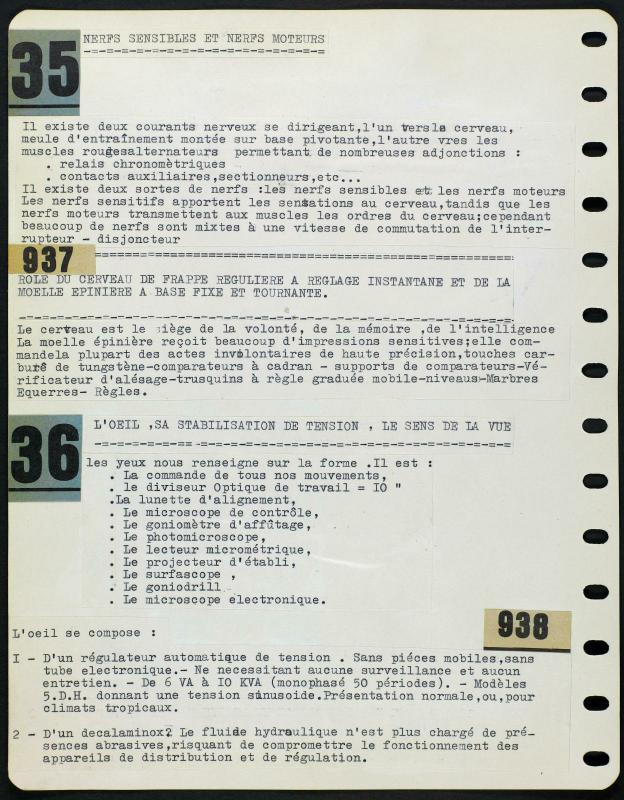 35
NERFS SENSIBLES ET NERFS MOTEURS
-=-=-=-=-=-=-=-=-=-=-=-=-=-=-=-=
Il existe deux courants nerveux se dirigeant,l'un vers le cerveau,
meule d'entraînement montée sur base pivotante,l'autre vres les
muscles rougesalternateurs permettant de nombreuses adjonctions :
. relais chronomètriques
. contacts auxiliaires,sectionneurs,etc...
Il existe deux sortes de nerfs :les nerfs sensibles et les nerfs moteurs
Les nerfs sensitifs apportent les sensations au cerveau,tandis que les
nerfs moteurs transmettent aux muscles les ordres du cerveau;cependant
beaucoup de nerfs sont mixtes à une vitesse de commutation de l'inter-
rupteur - disjoncteur
937
ROLE DU CERVEAU DE FRAPPE REGULIERE A REGLAGE INSTANTANE ET DE LA
MOELLE EPINIERE A BASE FIXE ET TOURNANTE.
Le cerveau est le siège de la volonté, de la mémoire ,de l'intelligence
La moelle épinière reçoit beaucoup d'impressions sensitives;elle com-
mandela plupart des actes involontaires de haute précision,touches car-
buré de tungstène-comparateurs à cadran - supports de comparateurs-Vé-
rificateur d'alésage-trusquins à règle graduée mobile-niveaus-Marbres
Equerres- Règles.
36
L'OEIL ,SA STABILISATION DE TENSION , LE SENS DE LA VUE
les yeux nous renseigne sur la forme .Il est :
. La commande de tous nos mouvements,
. le diviseur Optique de travail = IO "
.La lunette d'alignement,
. Le microscope de contrôle,
. Le goniomètre d'affûtage,
. Le photomicroscope,
. Le lecteur micrométrique,
. Le projecteur d'établi,
. Le surfascope ,
. Le goniodrill
. Le microscope electronique.
938
L'oeil se compose :
I - D'un régulateur automatique de tension . Sans piéces mobiles,sans
tube electronique.- Ne necessitant aucune surveillance et aucun
entretien. - De 6 VA à IO KVA (monophasé 50 périodes). - Modèles
5.D.H. donnant une tension sinusoide.Présentation normale,ou,pour
climats tropicaux.
2 - D'un decalaminox? Le fluide hydraulique n'est plus chargé de pré-
sences abrasives,risquant de compromettre le fonctionnement des
appareils de distribution et de régulation.